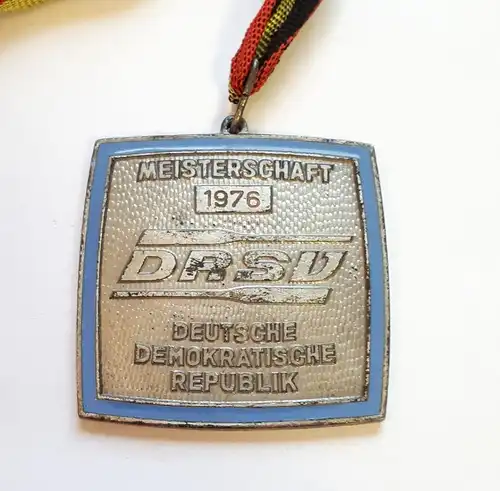 MEISTERSCHAFT
1976
DRSV
DEUTSCHE
DEMOKRATISCHE
REPUBLIK